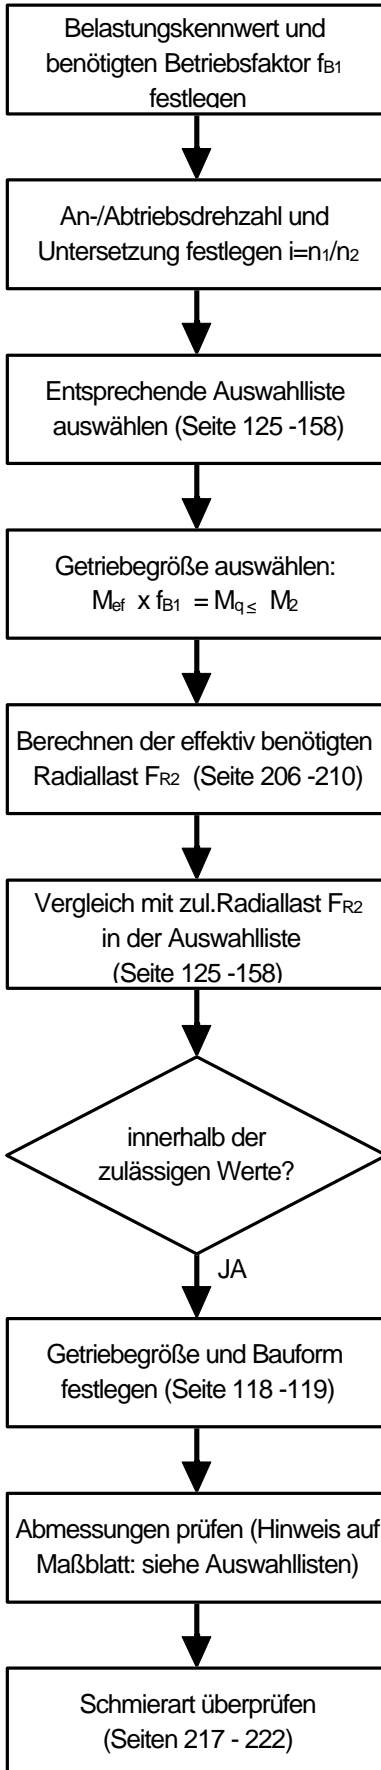 Belastungskennwert und
benötigten Betriebsfaktor fB1
festlegen
An-/Abtriebsdrehzahl und
Untersetzung festlegen i=n1/n2
Entsprechende Auswahlliste
auswählen (Seite 125 -158)
Getriebegröße auswählen:
Mef x fB1 = Mq ≤ M2
Berechnen der effektiv benötigten
Radiallast FR2 (Seite 206 -210)
Vergleich mit zul.Radiallast FR2
in der Auswahlliste
(Seite 125 -158)
innerhalb der
zulässigen Werte?
JA
Getriebegröße und Bauform
festlegen (Seite 118 -119)
Abmessungen prüfen (Hinweis auf
Maßblatt: siehe Auswahllisten)
Schmierart überprüfen
(Seiten 217 - 222)